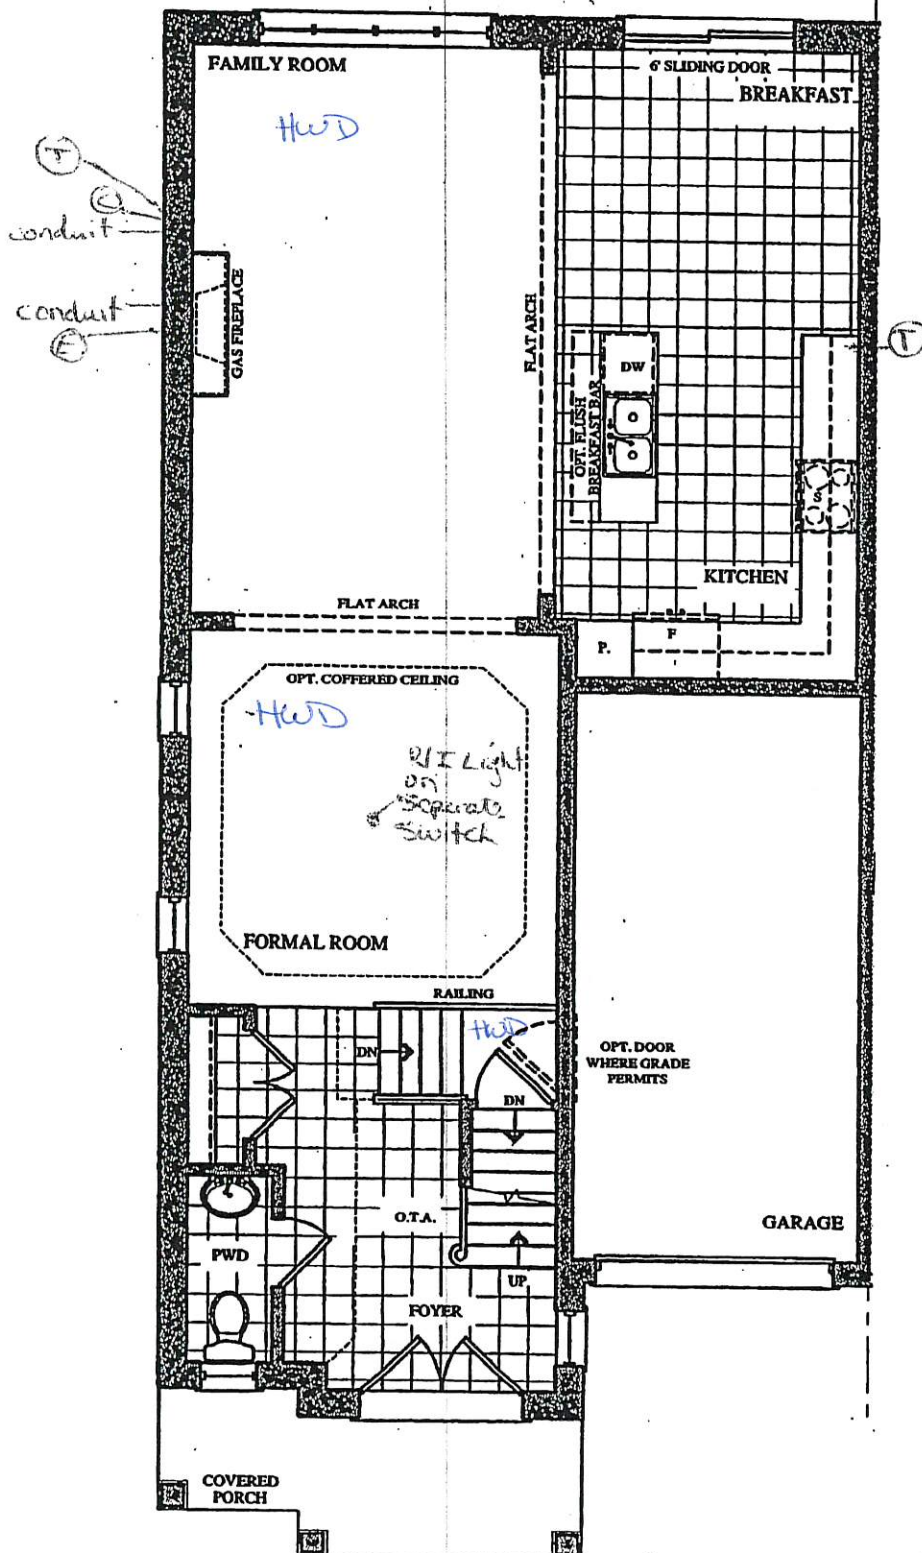 FAMILY ROOM
HWD
6' SLIDING DOOR
BREAKFAST
T
C
conduit
conduit
E
GAS FIREPLACE
FLAT ARCH
T
DW
OPT. FLUSH
BREAKFAST BAR
S
KITCHEN
FLAT ARCH
P.
F
OPT. COFFERED CEILING
HWD
R/I Light
on
Separate
Switch
FORMAL ROOM
RAILING
HWD
DN
OPT. DOOR
WHERE GRADE
PERMITS
DN
O.T.A.
GARAGE
PWD
UP
FOYER
COVERED
PORCH